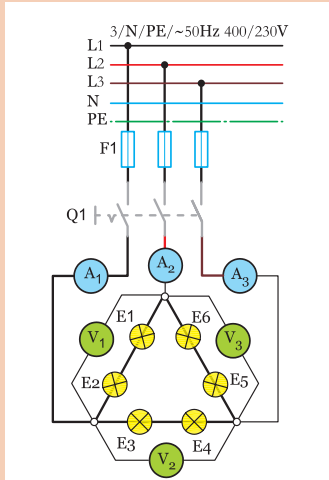 3/N/PE/~50Hz 400/230V
L1
L2
L3
N
PE
F1
Q1
A1 A2 A3
E1 E6
V1 V3
E2 E5
E3 E4
V2